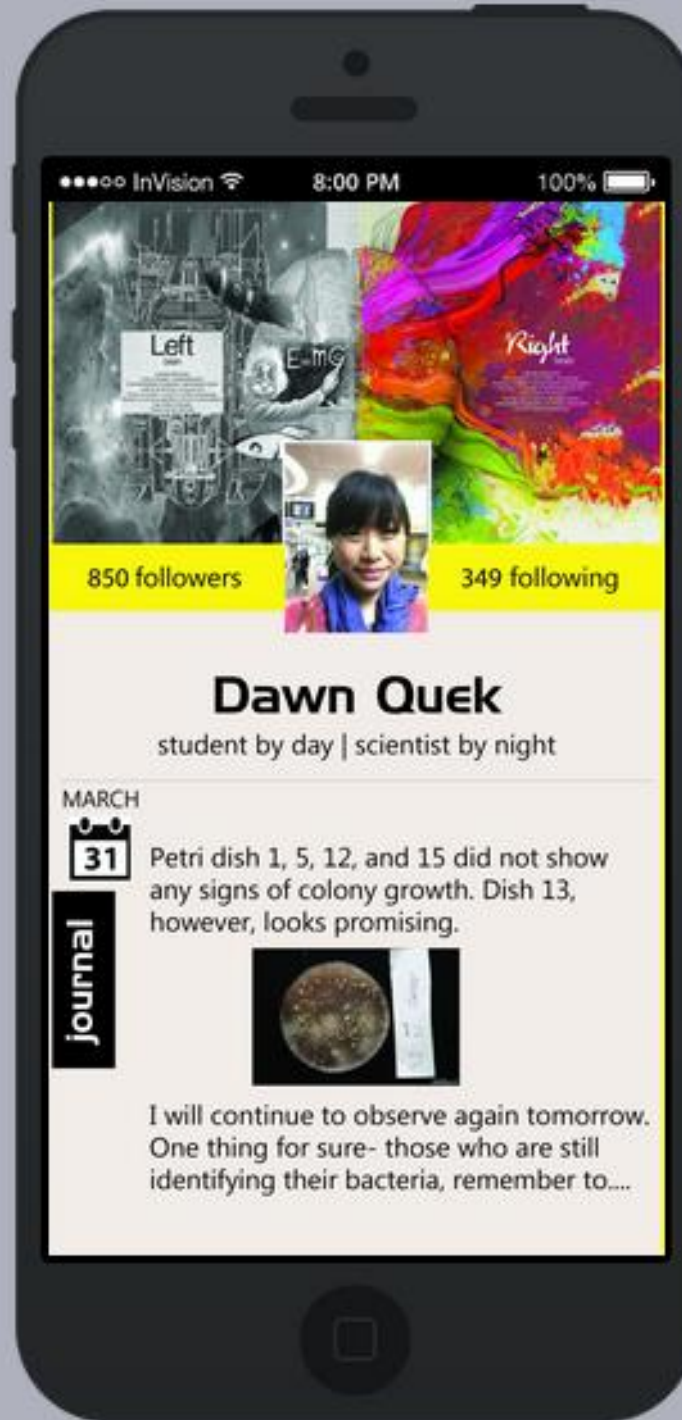 InVision
8:00 PM
100%
Left
E=mc
Right
850 followers
349 following
Dawn Quek
student by day | scientist by night
MARCH
31
journal
Petri dish 1, 5, 12, and 15 did not show
any signs of colony growth. Dish 13,
however, looks promising.
I will continue to observe again tomorrow.
One thing for sure- those who are still
identifying their bacteria, remember to....